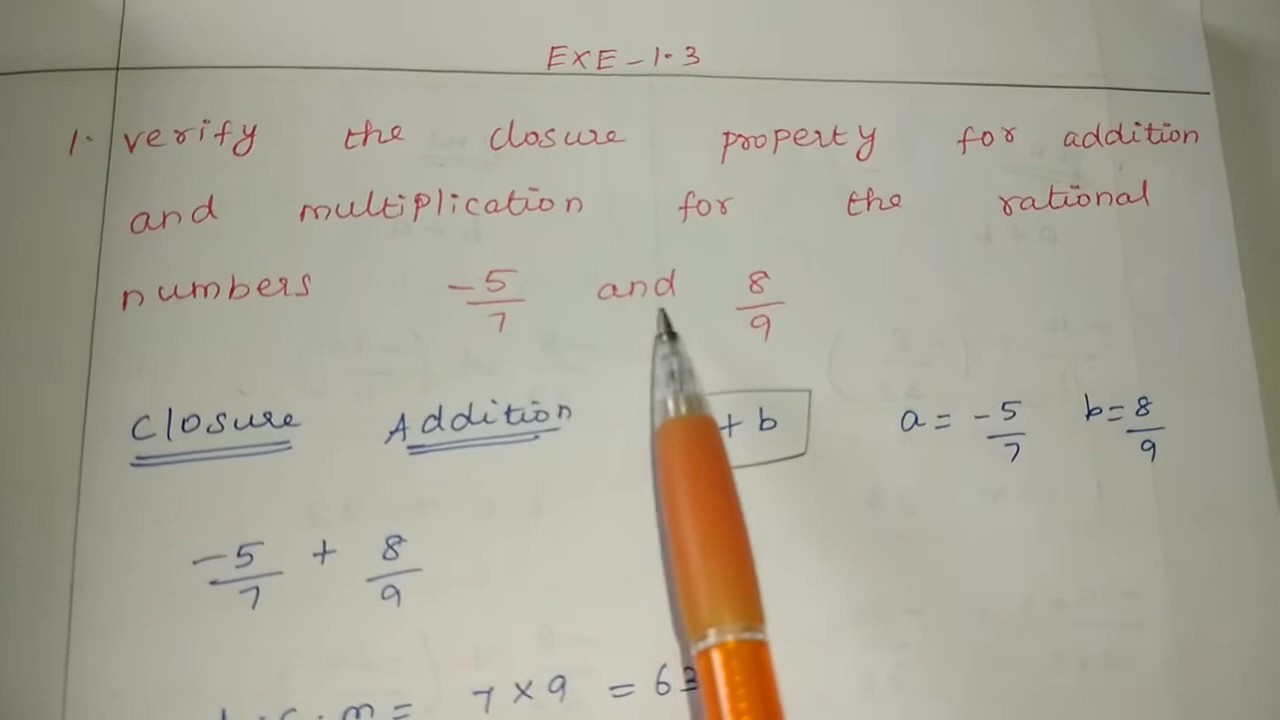 EXE - 1.3
1. verify the closure property for addition
and multiplication for the rational
numbers -5/7 and 8/9
Closure Addition + b a = -5/7 b = 8/9
-5/7 + 8/9
7 × 9 = 63